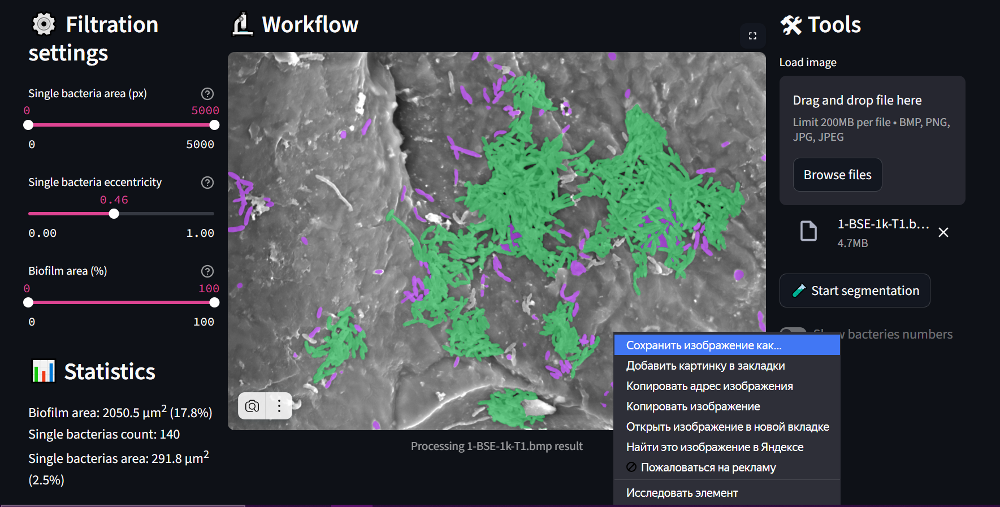 Filtration
settings
Single bacteria area (px)
0 5000
0 5000
Single bacteria eccentricity
0.46
0.00 1.00
Biofilm area (%)
0 100
0 100
Statistics
Biofilm area: 2050.5 µm² (17.8%)
Single bacterias count: 140
Single bacterias area: 291.8 µm²
(2.5%)
Workflow
Processing 1-BSE-1k-T1.bmp result
Tools
Load image
Drag and drop file here
Limit 200MB per file • BMP, PNG,
JPG, JPEG
Browse files
1-BSE-1k-T1.b...
4.7MB
Start segmentation
Show bacteries numbers
Сохранить изображение как...
Добавить картинку в закладки
Копировать адрес изображения
Копировать изображение
Открыть изображение в новой вкладке
Найти это изображение в Яндексе
Пожаловаться на рекламу
Исследовать элемент